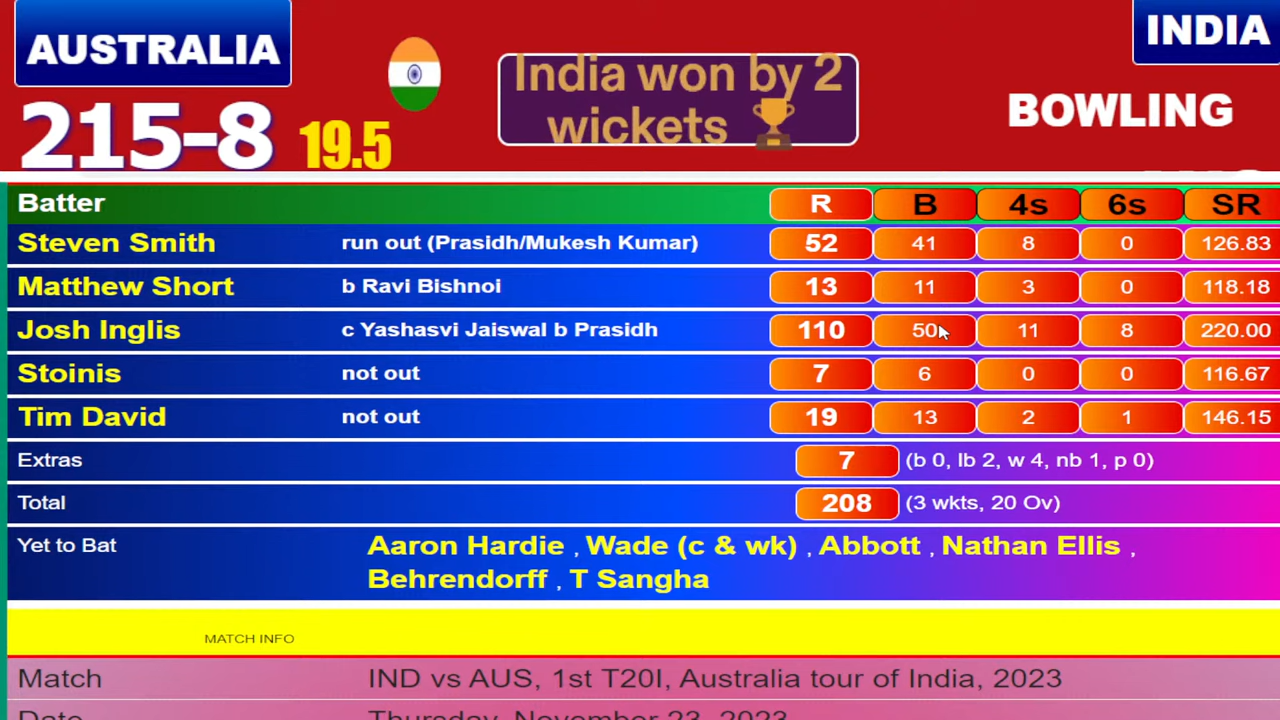 AUSTRALIA
INDIA
215-8 19.5
India won by 2
wickets
BOWLING
Batter R B 4s 6s SR
Steven Smith run out (Prasidh/Mukesh Kumar) 52 41 8 0 126.83
Matthew Short b Ravi Bishnoi 13 11 3 0 118.18
Josh Inglis c Yashasvi Jaiswal b Prasidh 110 50 11 8 220.00
Stoinis not out 7 6 0 0 116.67
Tim David not out 19 13 2 1 146.15
Extras 7 (b 0, lb 2, w 4, nb 1, p 0)
Total 208 (3 wkts, 20 Ov)
Yet to Bat Aaron Hardie , Wade (c & wk) , Abbott , Nathan Ellis ,
Behrendorff , T Sangha
MATCH INFO
Match IND vs AUS, 1st T20I, Australia tour of India, 2023
Date Thursday, November 23, 2023